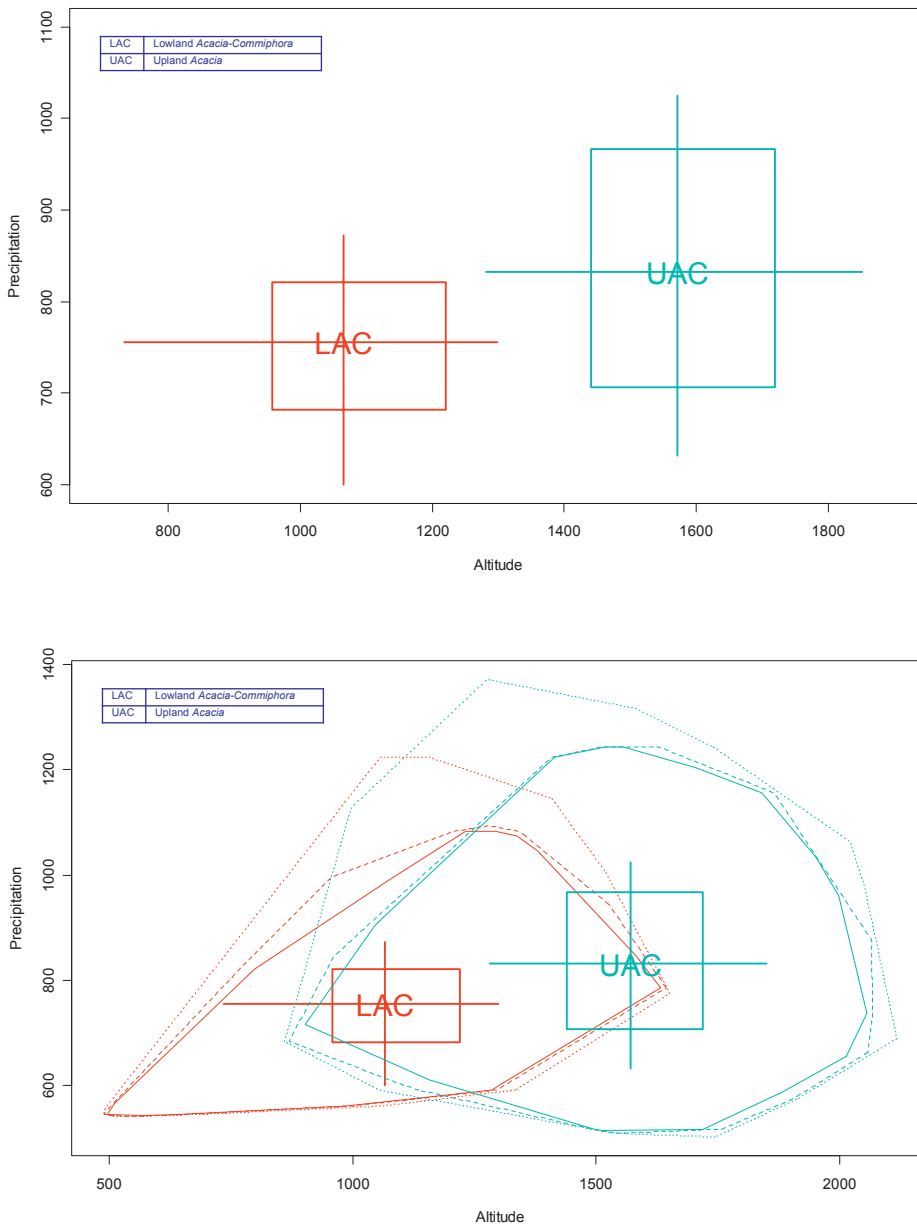 1100
1000
900
800
700
600
Precipitation
LAC Lowland Acacia-Commiphora
UAC Upland Acacia
UAC
LAC
800 1000 1200 1400 1600 1800
Altitude
1400
1200
1000
800
600
Precipitation
LAC Lowland Acacia-Commiphora
UAC Upland Acacia
UAC
LAC
500 1000 1500 2000
Altitude